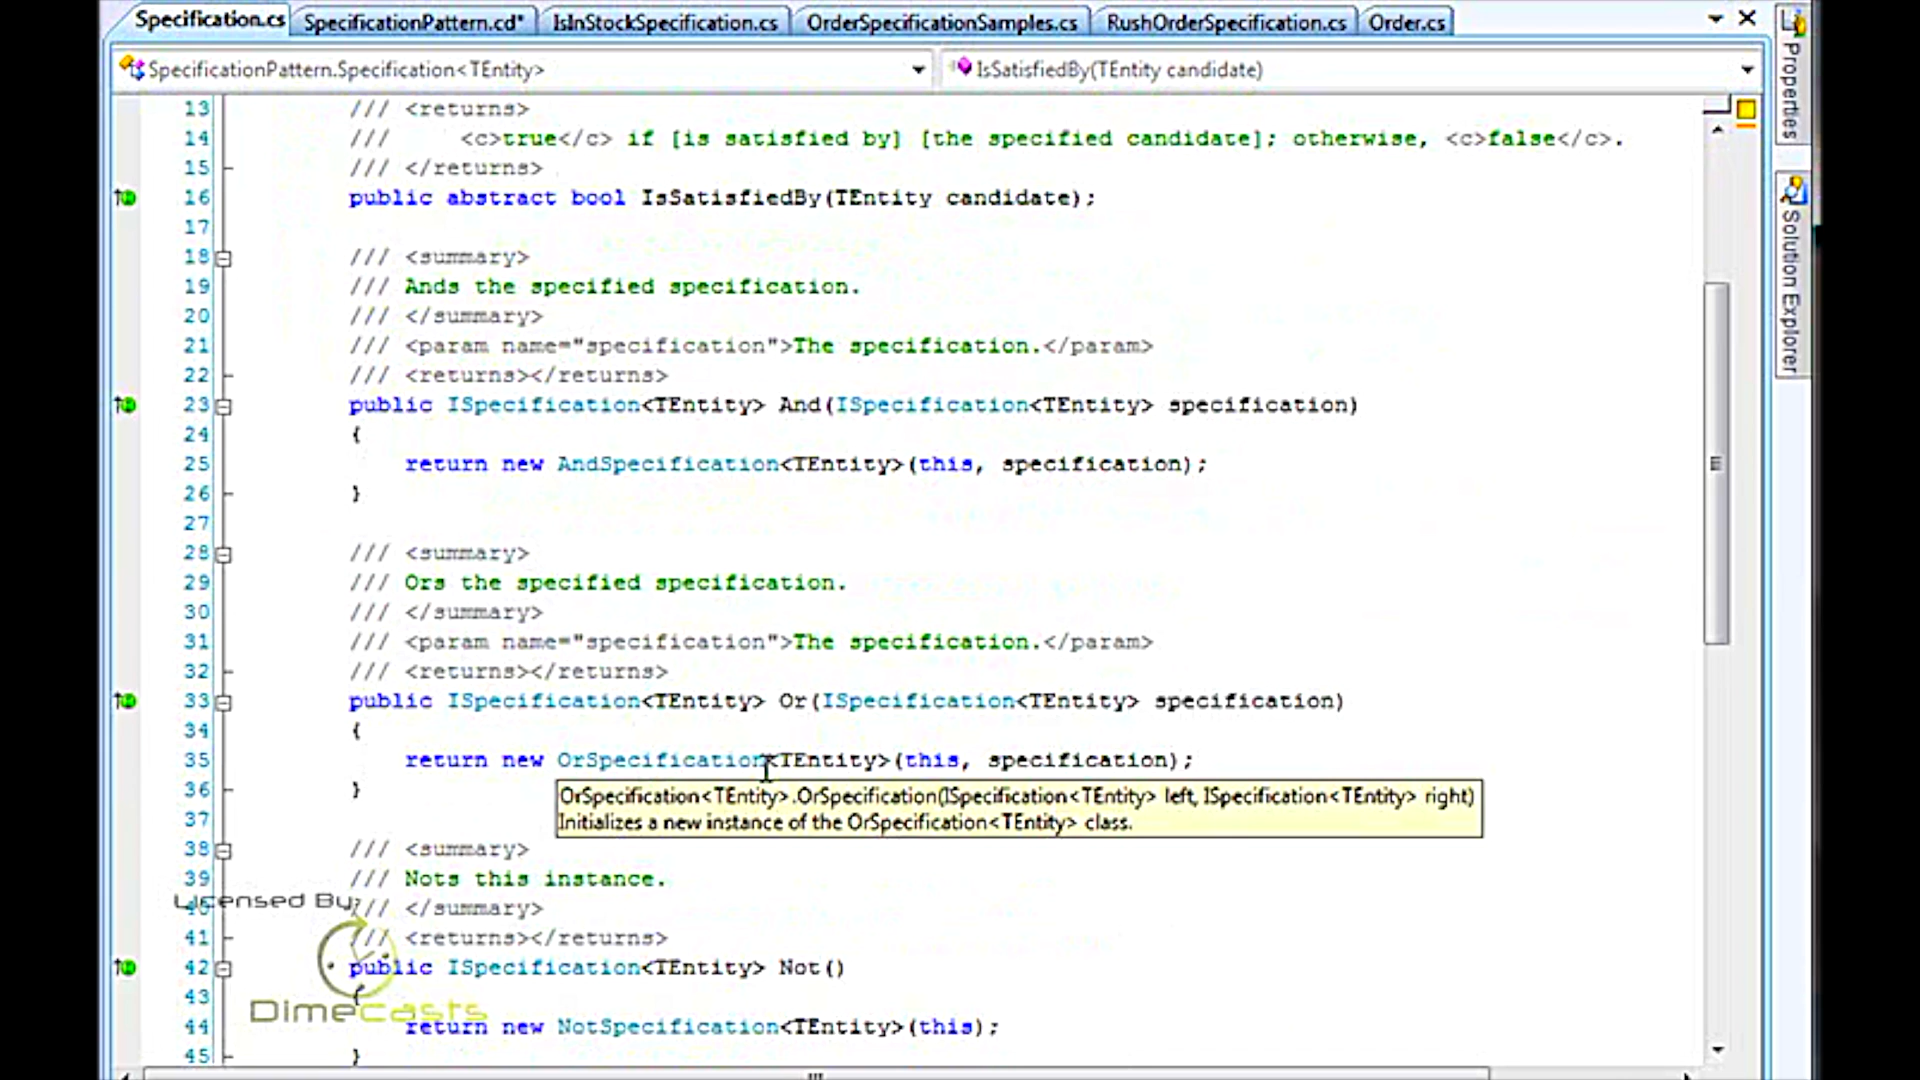 Specification.cs SpecificationPattern.cd* IsInStockSpecification.cs OrderSpecificationSamples.cs RushOrderSpecification.cs Order.cs
SpecificationPattern.Specification<TEntity> IsSatisfiedBy(TEntity candidate)
Properties
Solution Explorer
13 /// <returns>
14 /// <c>true</c> if [is satisfied by] [the specified candidate]; otherwise, <c>false</c>.
15 /// </returns>
16 public abstract bool IsSatisfiedBy(TEntity candidate);
17
18 /// <summary>
19 /// Ands the specified specification.
20 /// </summary>
21 /// <param name="specification">The specification.</param>
22 /// <returns></returns>
23 public ISpecification<TEntity> And(ISpecification<TEntity> specification)
24 {
25 return new AndSpecification<TEntity>(this, specification);
26 }
27
28 /// <summary>
29 /// Ors the specified specification.
30 /// </summary>
31 /// <param name="specification">The specification.</param>
32 /// <returns></returns>
33 public ISpecification<TEntity> Or(ISpecification<TEntity> specification)
34 {
35 return new OrSpecification<TEntity>(this, specification);
36 }
OrSpecification<TEntity>.OrSpecification(ISpecification<TEntity> left, ISpecification<TEntity> right)
Initializes a new instance of the OrSpecification<TEntity> class.
37
38 /// <summary>
39 /// Nots this instance.
Licensed By:
40 /// </summary>
41 /// <returns></returns>
42 public ISpecification<TEntity> Not()
43 {
Dimecasts
44 return new NotSpecification<TEntity>(this);
45 }